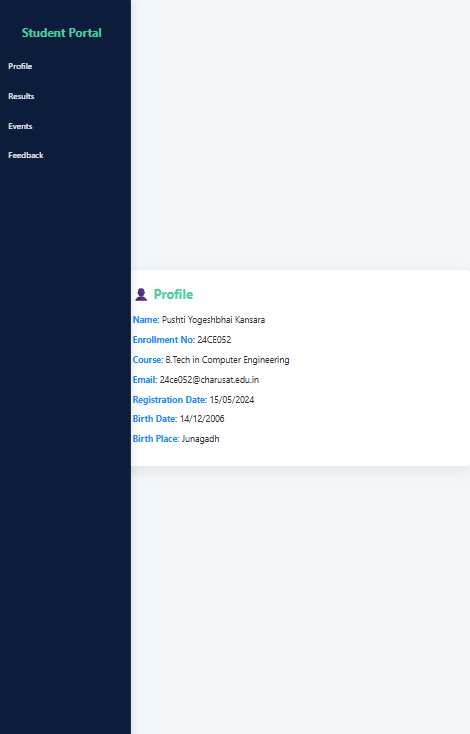 Student Portal
Profile
Results
Events
Feedback
Profile
Name: Pushti Yogeshbhai Kansara
Enrollment No: 24CE052
Course: B.Tech in Computer Engineering
Email: 24ce052@charusat.edu.in
Registration Date: 15/05/2024
Birth Date: 14/12/2006
Birth Place: Junagadh